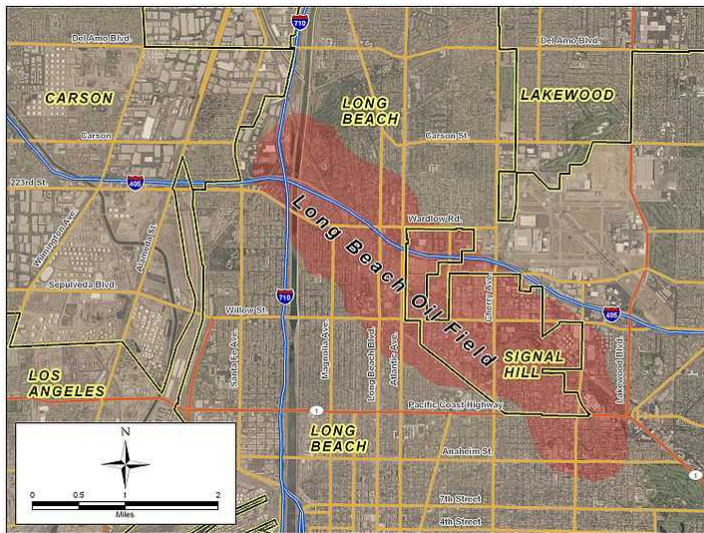 710
Del Amo Blvd.
Del Amo Blvd.
CARSON
LONG
BEACH
LAKEWOOD
Carson
Carson St.
223rd St.
405
Wilmington Ave.
Alameda St.
Long Beach Oil Field
Wardlow Rd.
Sepulveda Blvd.
710
Willow St.
Cherry Ave.
405
Santa Fe Ave.
Magnolia Ave.
Long Beach Blvd.
Atlantic Ave.
SIGNAL
HILL
Lakewood Blvd.
LOS
ANGELES
1
Pacific Coast Highway
LONG
BEACH
Anaheim St.
1
N
0 0.5 1 2
Miles
7th Street
4th Street